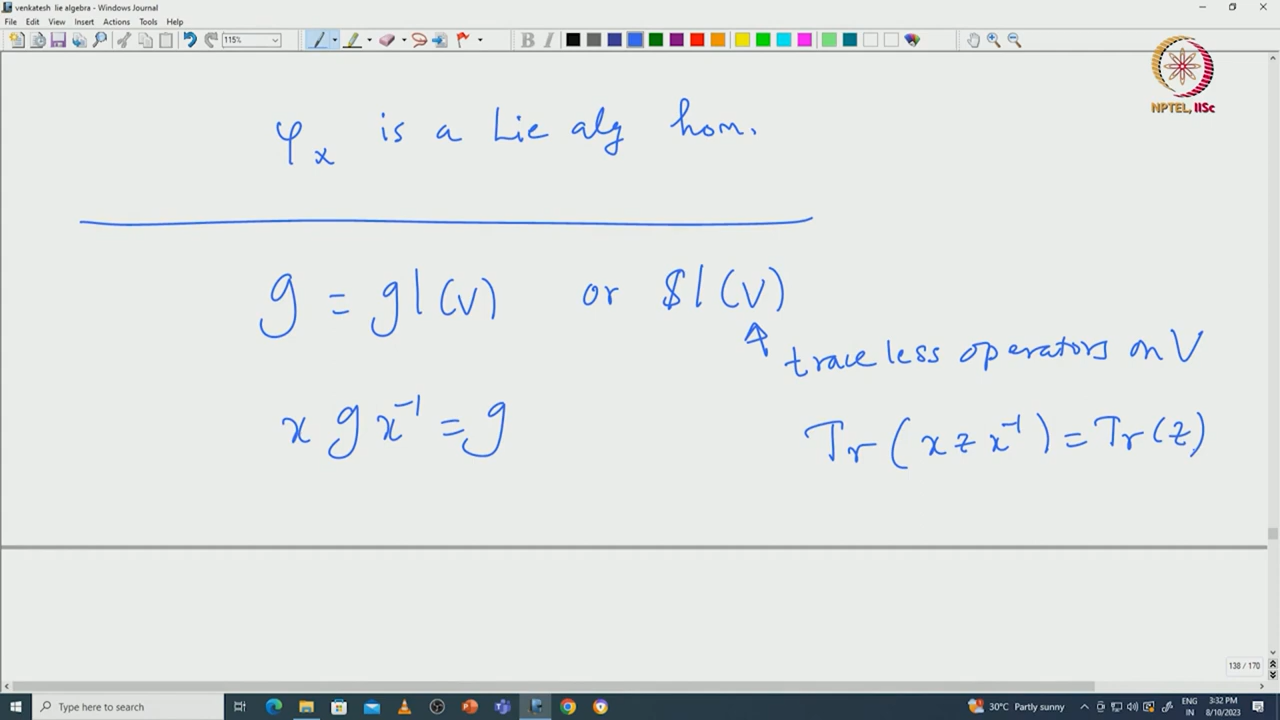 venkatesh lie algebra - Windows Journal
File Edit View Insert Actions Tools Help
115%
NPTEL, IISc
φₓ is a Lie alg hom.
g = gl(V) or $l(V)
traceless operators on V
x g x⁻¹ = g
Tr(x z x⁻¹) = Tr(z)
138 / 170
Type here to search
30°C Partly sunny
ENG
IN
3:32 PM
8/10/2023